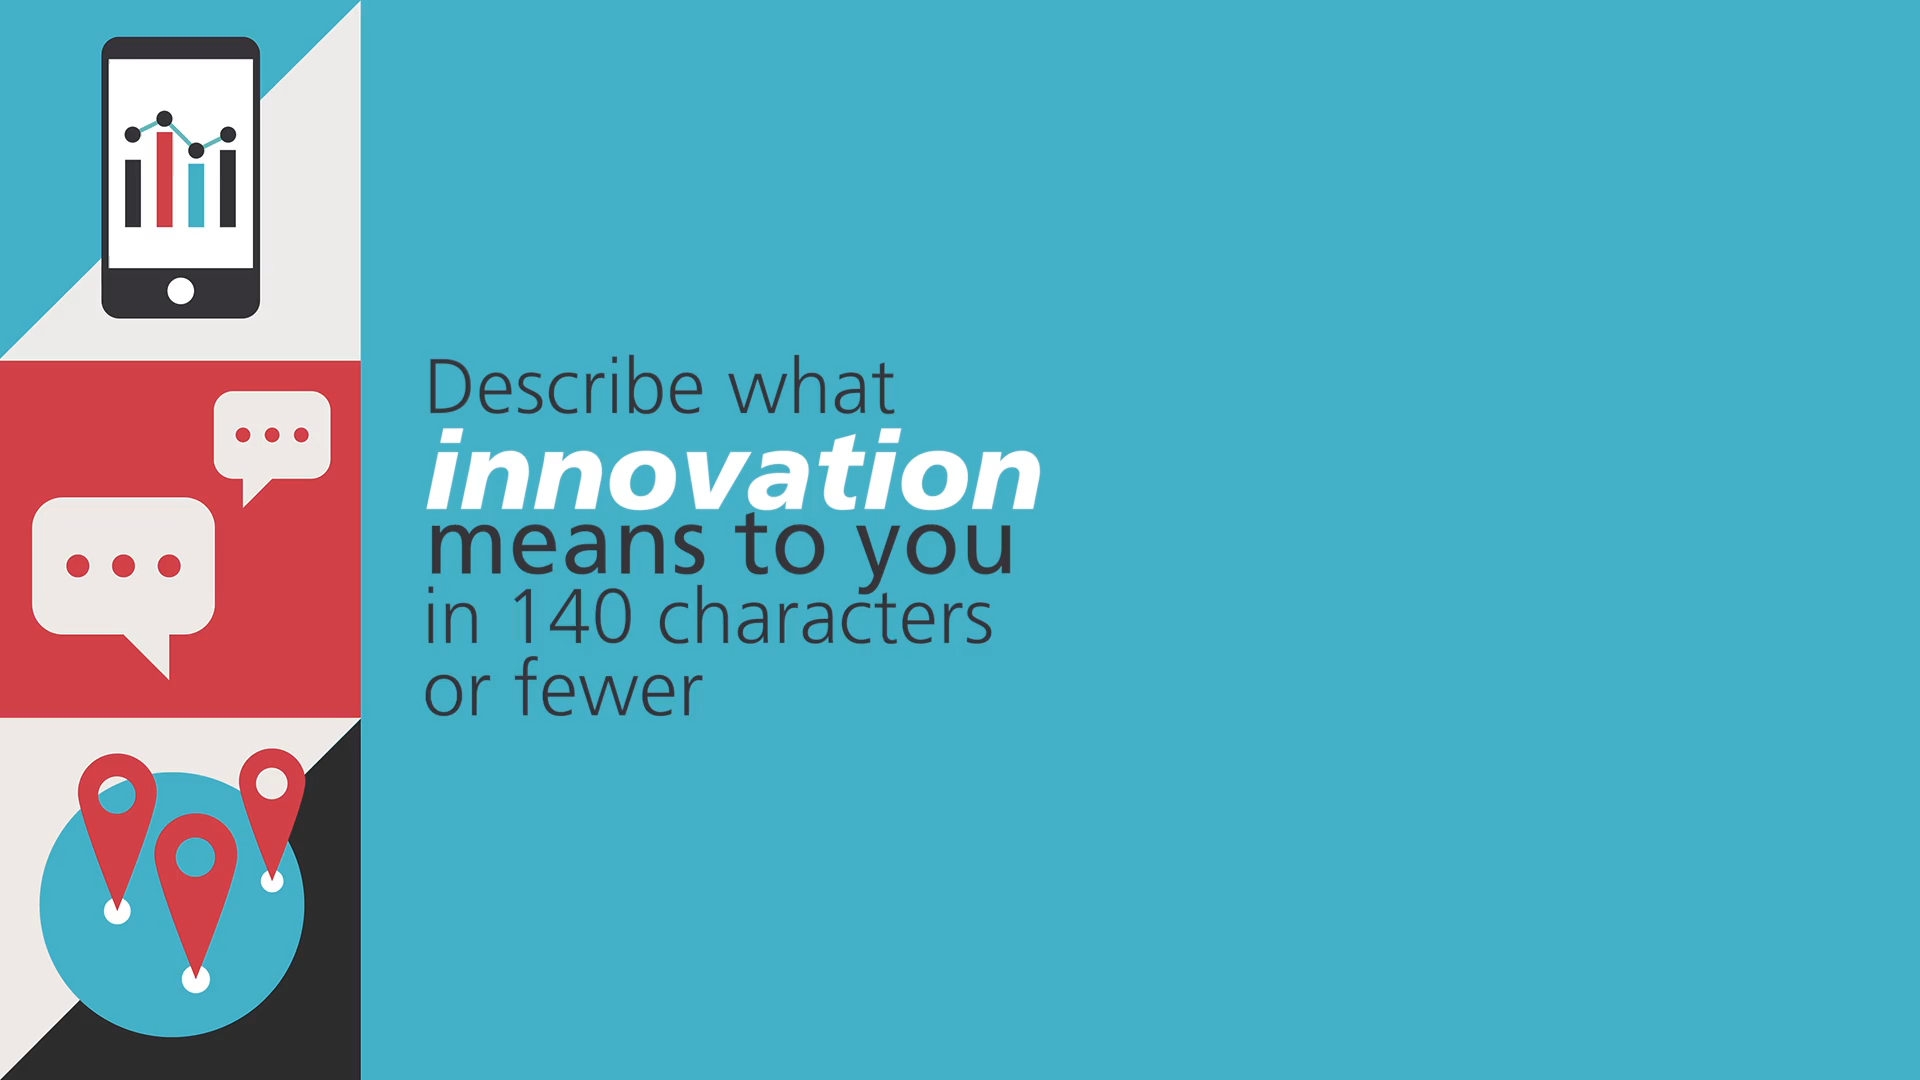 Describe what
innovation
means to you
in 140 characters
or fewer